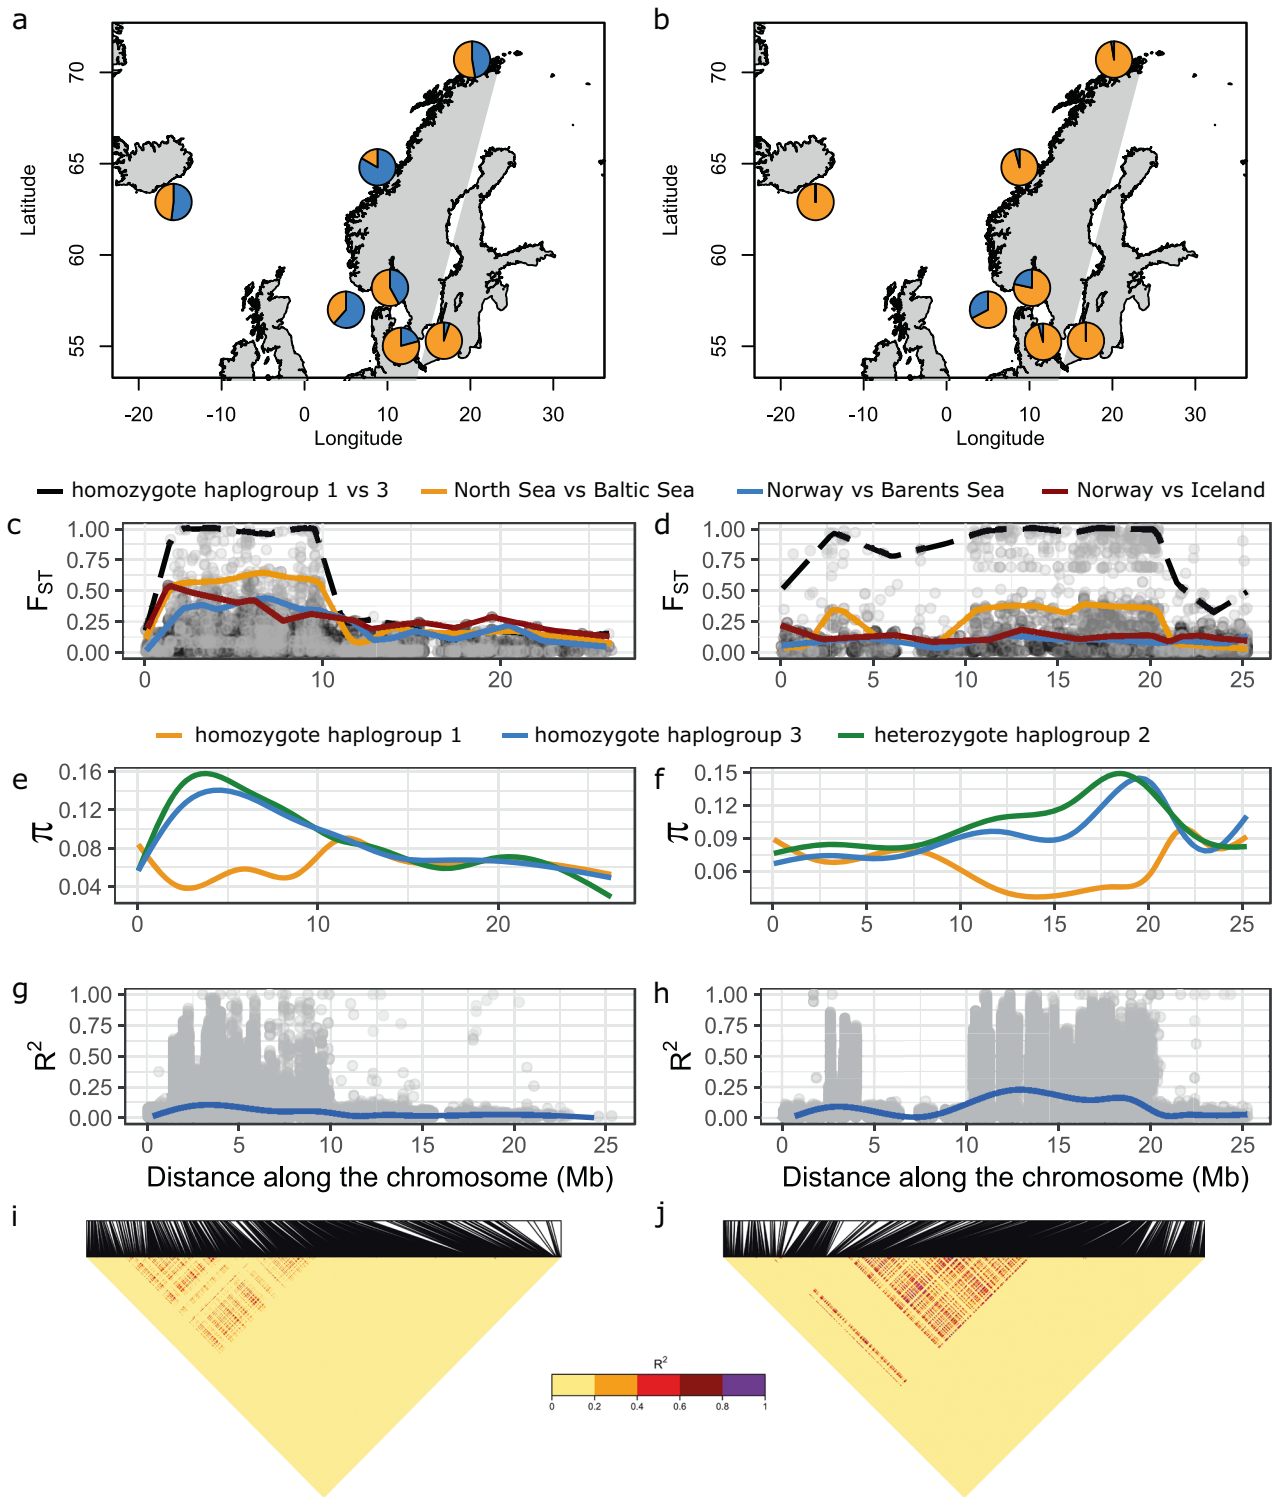 a
b
70
65
60
55
Latitude
-20
-10
0
10
20
30
Longitude
70
65
60
55
Latitude
-20
-10
0
10
20
30
Longitude
homozygote haplogroup 1 vs 3
North Sea vs Baltic Sea
Norway vs Barents Sea
Norway vs Iceland
c
1.00
0.75
0.50
0.25
0.00
FST
0
10
20
d
1.00
0.75
0.50
0.25
0.00
FST
0
5
10
15
20
25
homozygote haplogroup 1
homozygote haplogroup 3
heterozygote haplogroup 2
e
0.16
0.12
0.08
0.04
π
0
10
20
f
0.15
0.12
0.09
0.06
π
0
5
10
15
20
25
g
1.00
0.75
0.50
0.25
0.00
R²
0
5
10
15
20
25
Distance along the chromosome (Mb)
h
1.00
0.75
0.50
0.25
0.00
R²
0
5
10
15
20
25
Distance along the chromosome (Mb)
i
j
R²
0
0.2
0.4
0.6
0.8
1